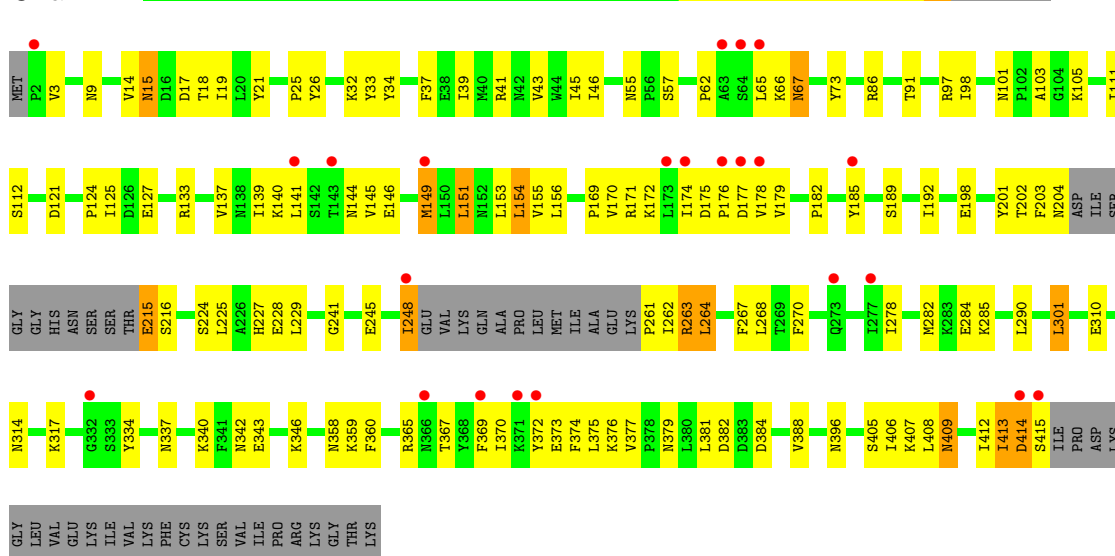 MET P2 V3 N9 V14 N15 D16 D17 T18 I19 L20 Y21 P25 Y26 K32 Y33 Y34 F37 E38 I39 M40 R41 N42 V43 W44 I45 I46 N55 P56 S57 P62 A63 S64 L65 K66 N67 Y73 R86 T91 R97 I98 N101 P102 A103 G104 K105 I111
S112 D121 P124 I125 D126 E127 R133 V137 N138 I139 K140 L141 S142 T143 N144 V145 E146 M149 L150 L151 N152 L153 L154 V155 L156 P169 V170 R171 K172 L173 I174 D175 P176 D177 V178 V179 P182 Y185 S189 I192 E198 Y201 T202 F203 N204 ASP ILE SER
GLY GLY HIS ASN SER SER THR E215 S216 S224 L225 A226 H227 E228 L229 G241 E245 I248 GLU VAL LYS GLN ALA PRO LEU MET ILE ALA GLU LYS P261 I262 R263 L264 F267 L268 T269 F270 Q273 I277 I278 M282 K283 E284 K285 L290 L301 E310
N314 K317 G332 S333 Y334 N337 K340 F341 N342 E343 K346 N358 K359 F360 R365 N366 T367 Y368 F369 I370 K371 Y372 E373 F374 L375 K376 V377 P378 N379 L380 L381 D382 D383 D384 V388 N396 S405 I406 K407 L408 N409 I412 I413 D414 S415 ILE PRO ASP LYS
GLY LEU VAL GLU LYS ILE VAL LYS PHE CYS LYS SER VAL ILE PRO ARG LYS GLY THR LYS